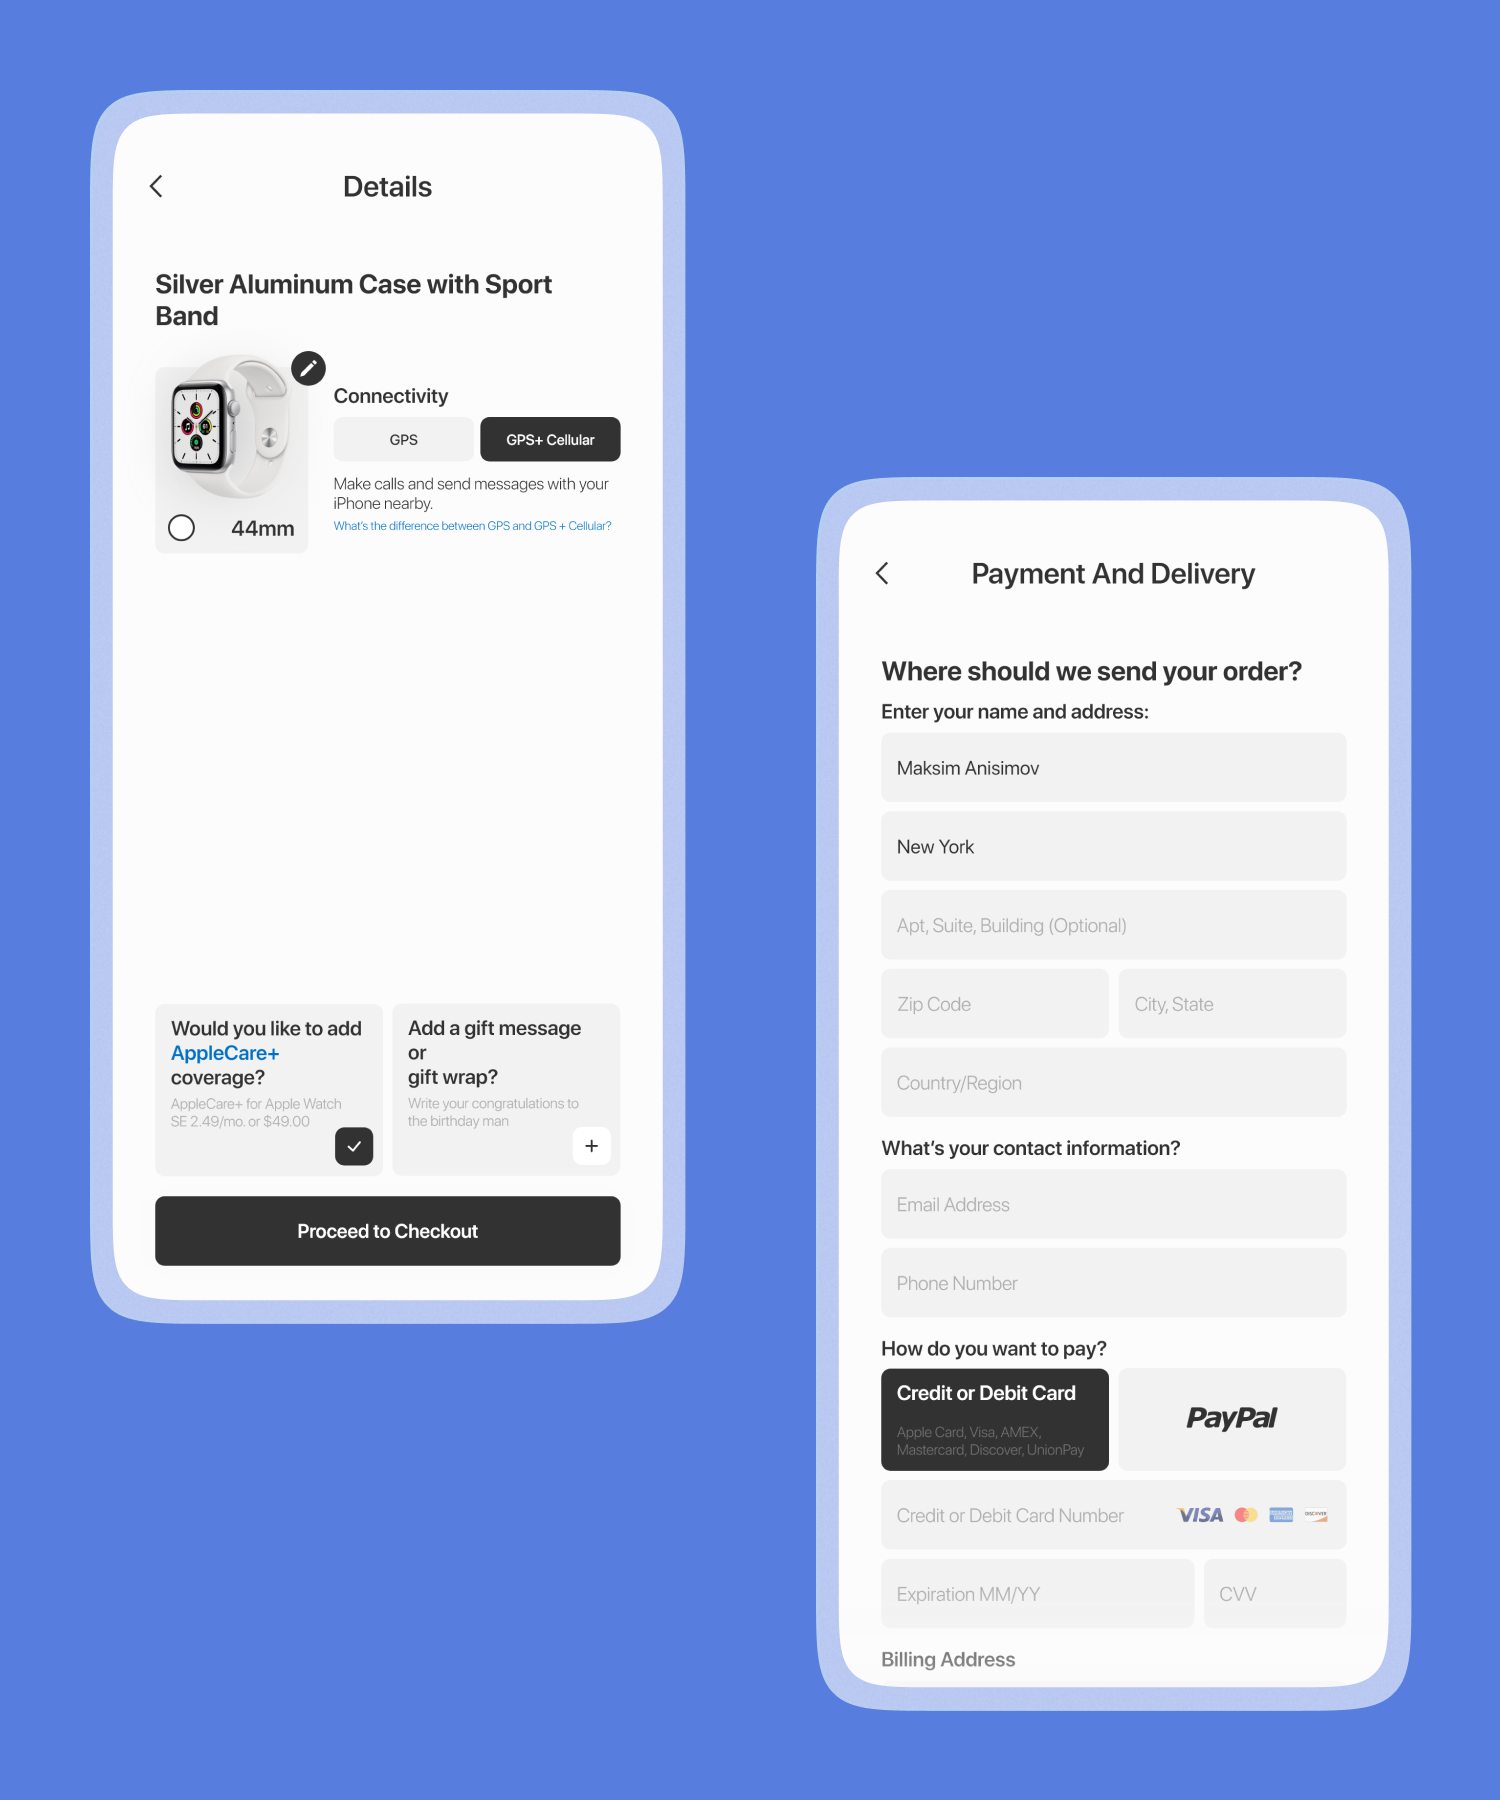 Details
Silver Aluminum Case with Sport
Band
Connectivity
GPS
GPS+ Cellular
Make calls and send messages with your
iPhone nearby.
What's the difference between GPS and GPS + Cellular?
44mm
Would you like to add
AppleCare+
coverage?
AppleCare+ for Apple Watch
SE 2.49/mo. or $49.00
Add a gift message
or
gift wrap?
Write your congratulations to
the birthday man
Proceed to Checkout
Payment And Delivery
Where should we send your order?
Enter your name and address:
Maksim Anisimov
New York
Apt, Suite, Building (Optional)
Zip Code
City, State
Country/Region
What's your contact information?
Email Address
Phone Number
How do you want to pay?
Credit or Debit Card
Apple Card, Visa, AMEX,
Mastercard, Discover, UnionPay
PayPal
Credit or Debit Card Number
VISA
DISCOVER
Expiration MM/YY
CVV
Billing Address